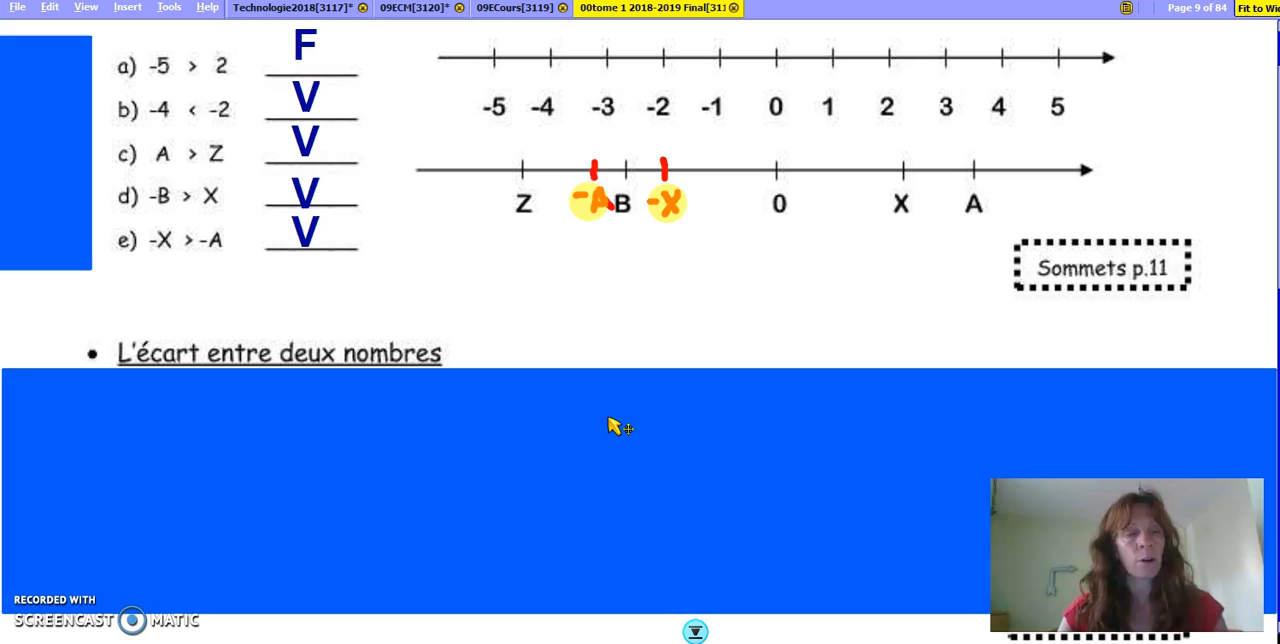 File Edit View Insert Tools Help Technologie2018[3117]* 09ECM[3120]* 09ECours[3119] 00tome 1 2018-2019 Final[311 Page 9 of 84 Fit to Wi
a) -5 > 2 F
b) -4 < -2 V
c) A > Z V
d) -B > X V
e) -X > -A V
-5 -4 -3 -2 -1 0 1 2 3 4 5
Z -A B -X 0 X A
Sommets p.11
• L'écart entre deux nombres
RECORDED WITH
SCREENCAST MATIC